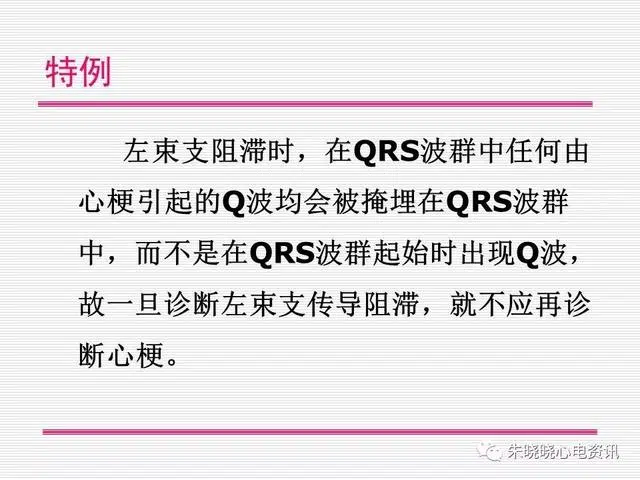 特例
左束支阻滞时，在QRS波群中任何由
心梗引起的Q波均会被掩埋在QRS波群
中，而不是在QRS波群起始时出现Q波，
故一旦诊断左束支传导阻滞，就不应再诊
断心梗。
朱晓晓心电资讯